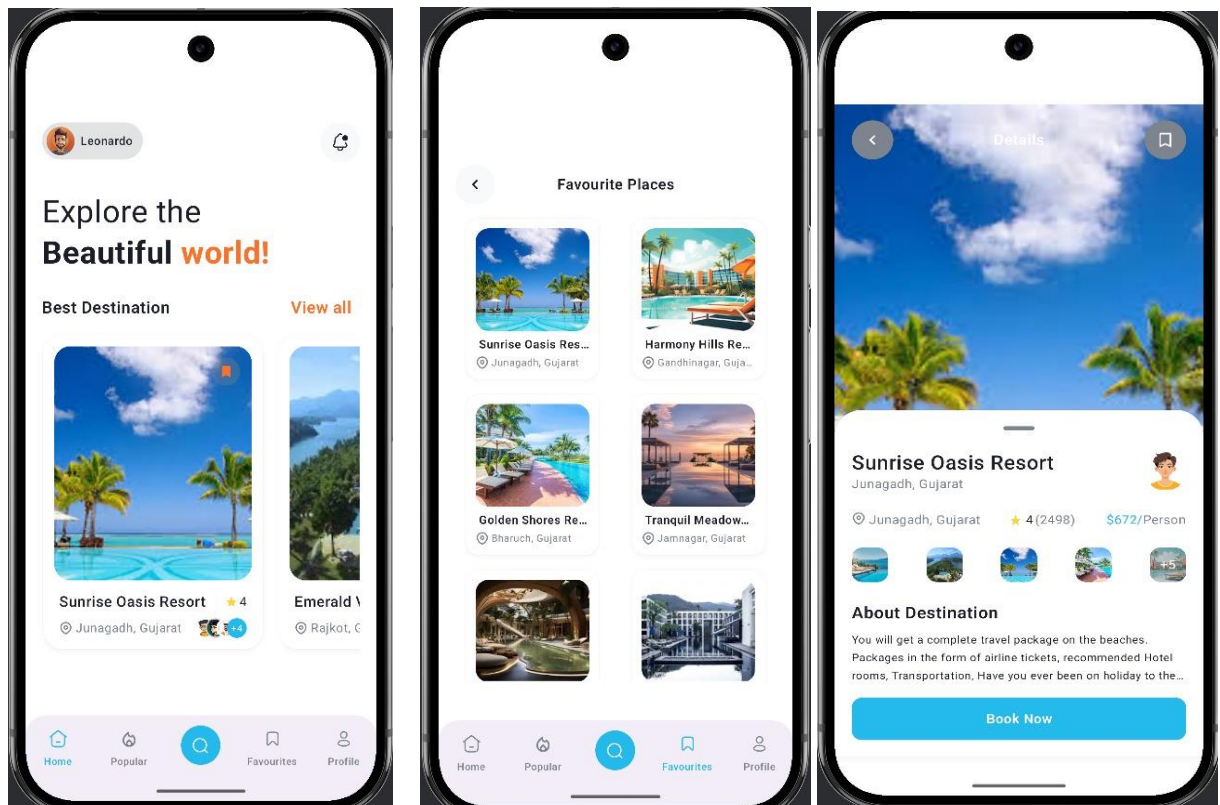 Leonardo
Explore the
Beautiful world!
Best Destination View all
Sunrise Oasis Resort 4
Junagadh, Gujarat +4
Emerald V
Rajkot, G
Home Popular Favourites Profile
Favourite Places
Sunrise Oasis Res... Harmony Hills Re...
Junagadh, Gujarat Gandhinagar, Guja...
Golden Shores Re... Tranquil Meadow...
Bharuch, Gujarat Jamnagar, Gujarat
Home Popular Favourites Profile
Details
Sunrise Oasis Resort
Junagadh, Gujarat
Junagadh, Gujarat 4(2498) $672/Person
+5
About Destination
You will get a complete travel package on the beaches.
Packages in the form of airline tickets, recommended Hotel
rooms, Transportation, Have you ever been on holiday to the...
Book Now